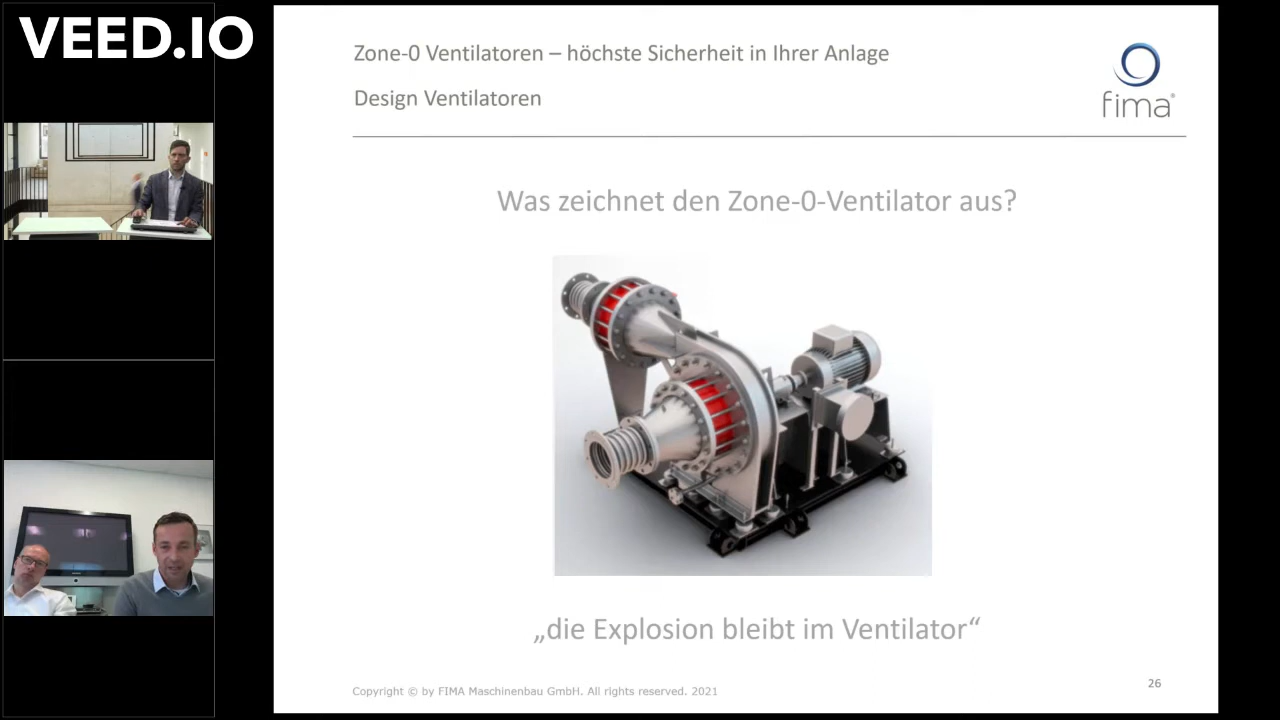 VEED.IO
Zone-0 Ventilatoren – höchste Sicherheit in Ihrer Anlage
Design Ventilatoren
fima®
Was zeichnet den Zone-0-Ventilator aus?
„die Explosion bleibt im Ventilator“
Copyright © by FIMA Maschinenbau GmbH. All rights reserved. 2021
26